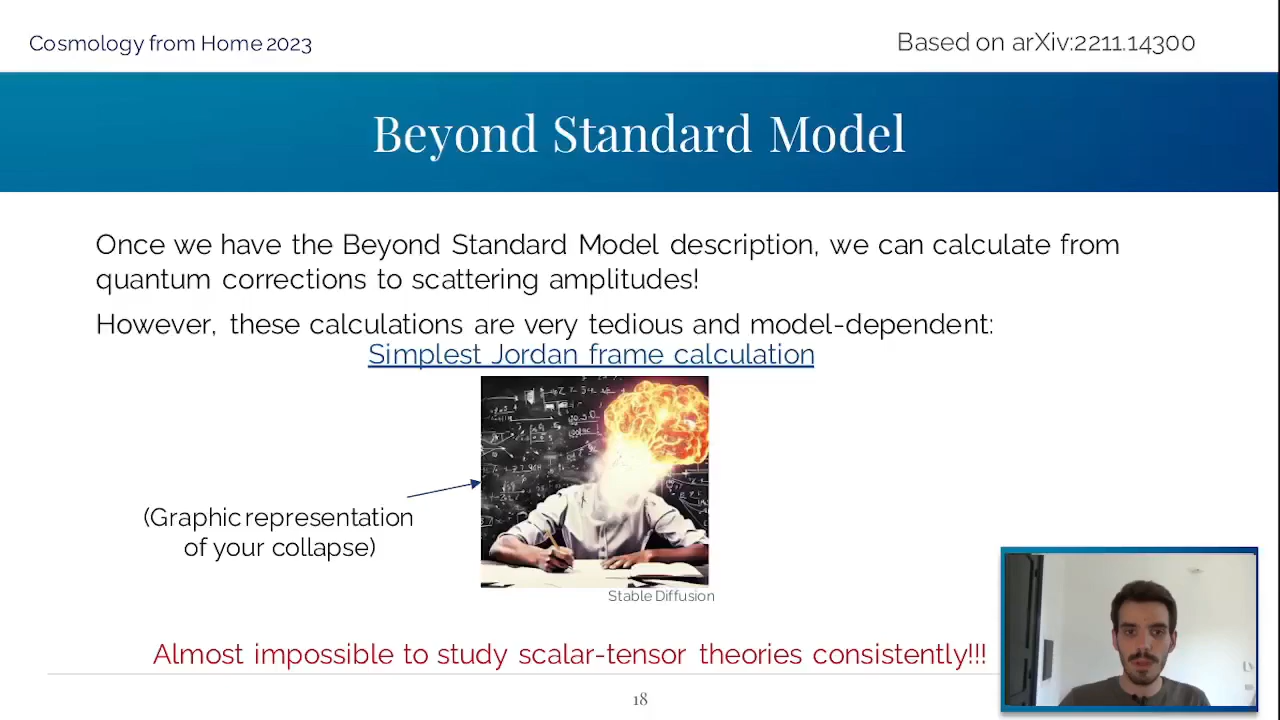 Cosmology from Home 2023
Based on arXiv:2211.14300
Beyond Standard Model
Once we have the Beyond Standard Model description, we can calculate from
quantum corrections to scattering amplitudes!
However, these calculations are very tedious and model-dependent:
Simplest Jordan frame calculation
(Graphic representation
of your collapse)
Stable Diffusion
Almost impossible to study scalar-tensor theories consistently!!!
18